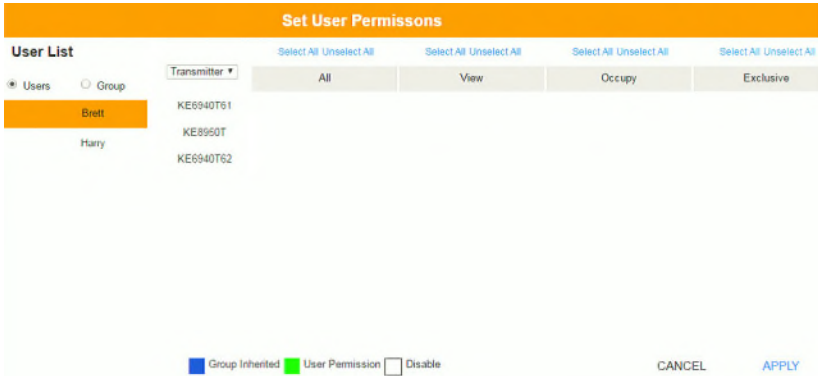 Set User Permissons
User List
Select All Unselect All Select All Unselect All Select All Unselect All Select All Unselect All
Users Group
Transmitter ▼ All View Occupy Exclusive
Brett KE6940T61
KE8950T
Harry
KE6940T62
Group Inherited User Permission Disable CANCEL APPLY